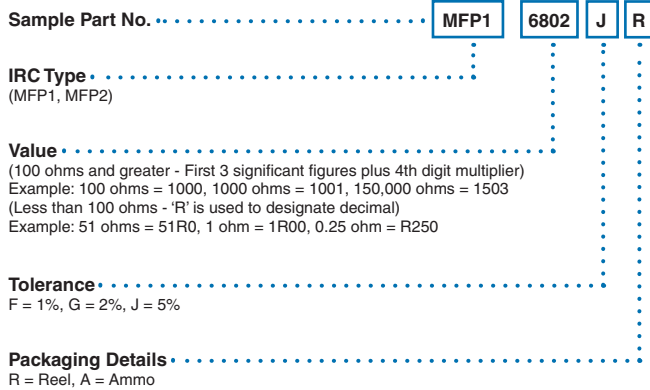 Sample Part No. MFP1 6802 J R
IRC Type
(MFP1, MFP2)
Value
(100 ohms and greater - First 3 significant figures plus 4th digit multiplier)
Example: 100 ohms = 1000, 1000 ohms = 1001, 150,000 ohms = 1503
(Less than 100 ohms - ‘R’ is used to designate decimal)
Example: 51 ohms = 51R0, 1 ohm = 1R00, 0.25 ohm = R250
Tolerance
F = 1%, G = 2%, J = 5%
Packaging Details
R = Reel, A = Ammo